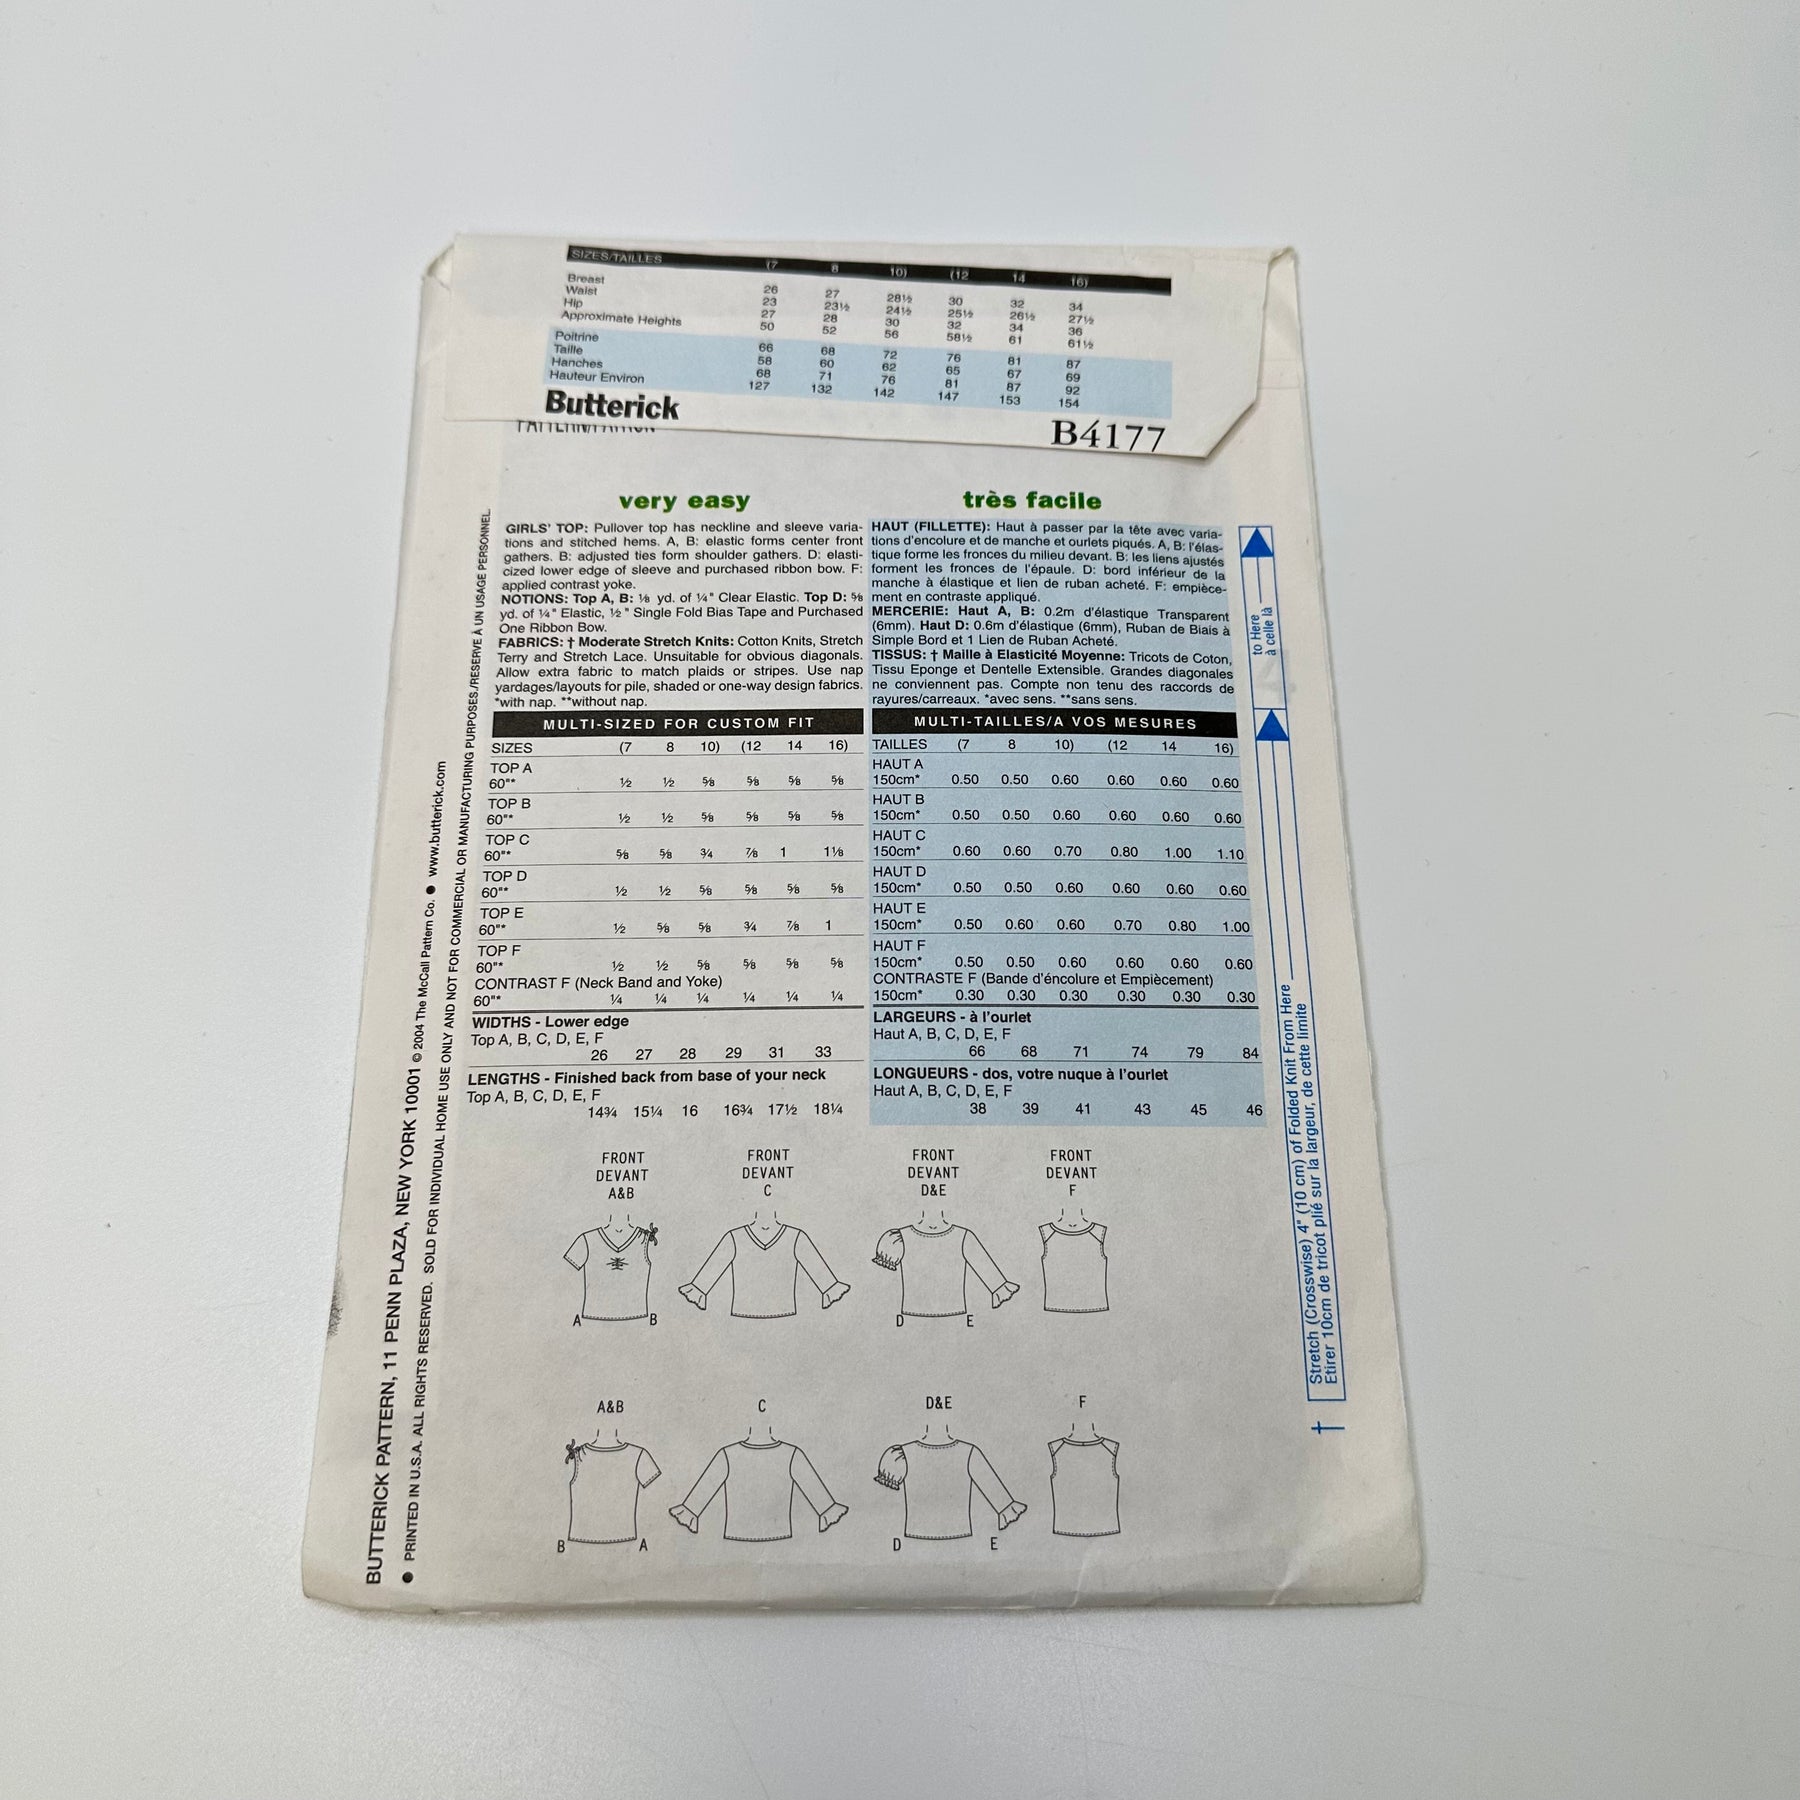 SIZES/TAILLES (7 8 10) (12 14 16)
Breast 26 27 28½ 30 32 34
Waist 23 23½ 24½ 25½ 26½ 27½
Hip 27 28 30 32 34 36
Approximate Heights 50 52 56 58½ 61 61½
Poitrine 66 68 72 76 81 87
Taille 58 60 62 65 67 69
Hanches 68 71 76 81 87 92
Hauteur Environ 127 132 142 147 153 154
Butterick
B4177
very easy
GIRLS' TOP: Pullover top has neckline and sleeve varia-
tions and stitched hems. A, B: elastic forms center front
gathers. B: adjusted ties form shoulder gathers. D: elasti-
cized lower edge of sleeve and purchased ribbon bow. F:
applied contrast yoke.
NOTIONS: Top A, B: ⅛ yd. of ¼" Clear Elastic. Top D: ⅝
yd. of ¼" Elastic, ½" Single Fold Bias Tape and Purchased
One Ribbon Bow.
FABRICS: † Moderate Stretch Knits: Cotton Knits, Stretch
Terry and Stretch Lace. Unsuitable for obvious diagonals.
Allow extra fabric to match plaids or stripes. Use nap
yardages/layouts for pile, shaded or one-way design fabrics.
*with nap. **without nap.
MULTI-SIZED FOR CUSTOM FIT
SIZES (7 8 10) (12 14 16)
TOP A
60"* ½ ½ ⅝ ⅝ ⅝ ⅝
TOP B
60"* ½ ½ ⅝ ⅝ ⅝ ⅝
TOP C
60"* ⅝ ⅝ ¾ ⅞ 1 1⅛
TOP D
60"* ½ ½ ⅝ ⅝ ⅝ ⅝
TOP E
60"* ½ ⅝ ⅝ ¾ ⅞ 1
TOP F
60"* ½ ½ ⅝ ⅝ ⅝ ⅝
CONTRAST F (Neck Band and Yoke)
60"* ¼ ¼ ¼ ¼ ¼ ¼
WIDTHS - Lower edge
Top A, B, C, D, E, F
26 27 28 29 31 33
LENGTHS - Finished back from base of your neck
Top A, B, C, D, E, F
14¾ 15¼ 16 16¾ 17½ 18¼
très facile
HAUT (FILLETTE): Haut à passer par la tête avec varia-
tions d'encolure et de manche et ourlets piqués. A, B: l'élas-
tique forme les fronces du milieu devant. B: les liens ajustés
forment les fronces de l'épaule. D: bord inférieur de la
manche à élastique et lien de ruban acheté. F: empièce-
ment en contraste appliqué.
MERCERIE: Haut A, B: 0.2m d'élastique Transparent
(6mm). Haut D: 0.6m d'élastique (6mm), Ruban de Biais à
Simple Bord et 1 Lien de Ruban Acheté.
TISSUS: † Maille à Elasticité Moyenne: Tricots de Coton,
Tissu Eponge et Dentelle Extensible. Grandes diagonales
ne conviennent pas. Compte non tenu des raccords de
rayures/carreaux. *avec sens. **sans sens.
MULTI-TAILLES/A VOS MESURES
TAILLES (7 8 10) (12 14 16)
HAUT A
150cm* 0.50 0.50 0.60 0.60 0.60 0.60
HAUT B
150cm* 0.50 0.50 0.60 0.60 0.60 0.60
HAUT C
150cm* 0.60 0.60 0.70 0.80 1.00 1.10
HAUT D
150cm* 0.50 0.50 0.60 0.60 0.60 0.60
HAUT E
150cm* 0.50 0.60 0.60 0.70 0.80 1.00
HAUT F
150cm* 0.50 0.50 0.60 0.60 0.60 0.60
CONTRASTE F (Bande d'éncolure et Empiècement)
150cm* 0.30 0.30 0.30 0.30 0.30 0.30
LARGEURS - à l'ourlet
Haut A, B, C, D, E, F
66 68 71 74 79 84
LONGUEURS - dos, votre nuque à l'ourlet
Haut A, B, C, D, E, F
38 39 41 43 45 46
FRONT FRONT FRONT FRONT
DEVANT DEVANT DEVANT DEVANT
A&B C D&E F
A B D E
A&B C D&E F
B A D E
BUTTERICK PATTERN, 11 PENN PLAZA, NEW YORK 10001 © 2004 The McCall Pattern Co. ● www.butterick.com
● PRINTED IN U.S.A. ALL RIGHTS RESERVED. SOLD FOR INDIVIDUAL HOME USE ONLY AND NOT FOR COMMERCIAL OR MANUFACTURING PURPOSES./RESERVE À UN USAGE PERSONNEL.
to Here
à celle là
Stretch (Crosswise) 4" (10 cm) of Folded Knit From Here
Etirer 10cm de tricot plié sur la largeur, de cette limite
†